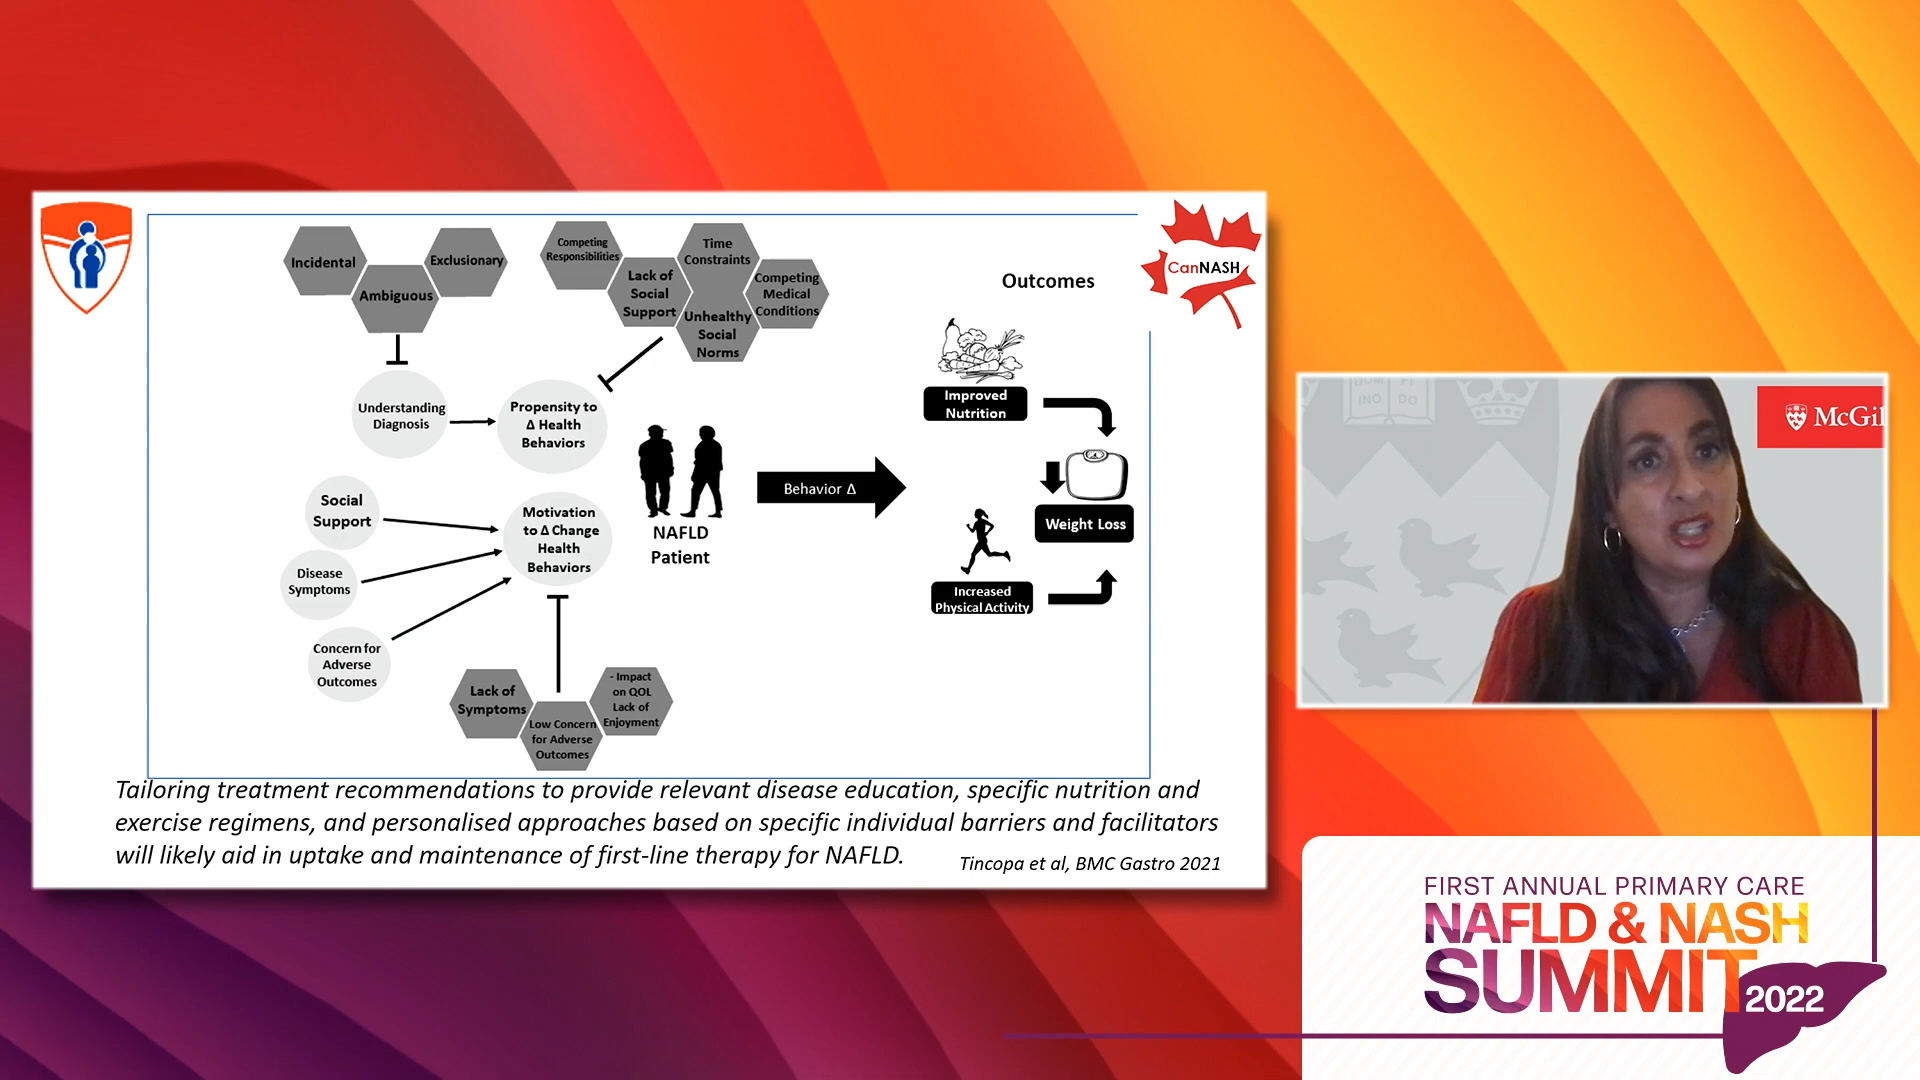 Incidental
Ambiguous
Exclusionary
Competing
Responsibilities
Lack of
Social
Support
Time
Constraints
Unhealthy
Social
Norms
Competing
Medical
Conditions
Outcomes
CanNASH
Understanding
Diagnosis
Propensity to
Δ Health
Behaviors
Improved
Nutrition
Social
Support
Disease
Symptoms
Concern for
Adverse
Outcomes
Motivation
to Δ Change
Health
Behaviors
NAFLD
Patient
Behavior Δ
Weight Loss
Increased
Physical Activity
Lack of
Symptoms
Low Concern
for Adverse
Outcomes
- Impact
on QOL
Lack of
Enjoyment
Tailoring treatment recommendations to provide relevant disease education, specific nutrition and
exercise regimens, and personalised approaches based on specific individual barriers and facilitators
will likely aid in uptake and maintenance of first-line therapy for NAFLD.
Tincopa et al, BMC Gastro 2021
INO DO
McGil
FIRST ANNUAL PRIMARY CARE
NAFLD & NASH
SUMMIT
2022